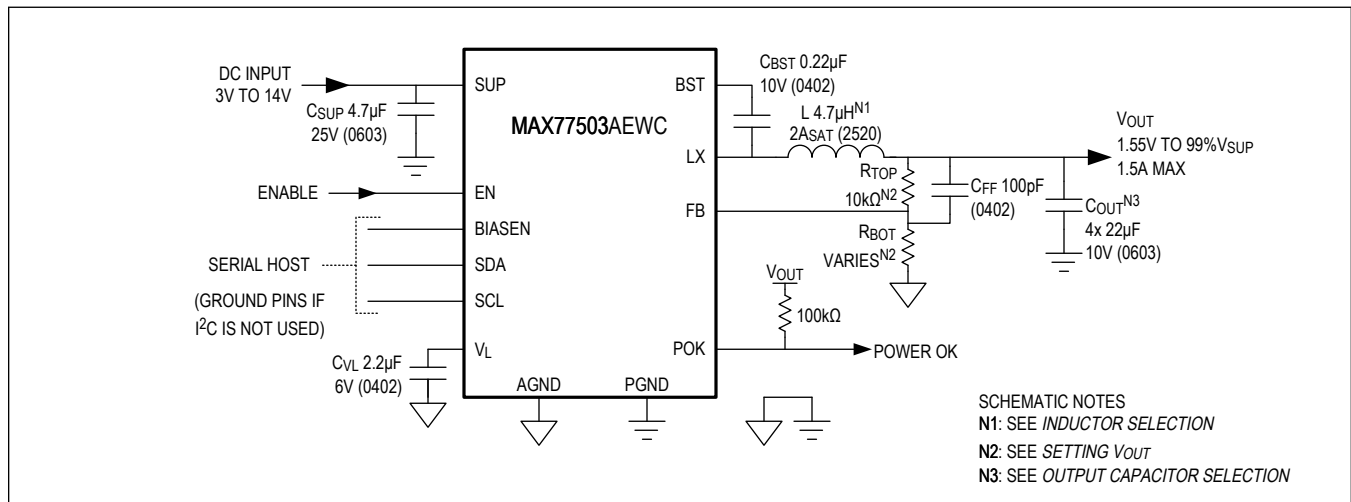 DC INPUT
3V TO 14V
CSUP 4.7µF
25V (0603)
ENABLE
SERIAL HOST
(GROUND PINS IF
I2C IS NOT USED)
CVL 2.2µF
6V (0402)
SUP
MAX77503AEWC
EN
BIASEN
SDA
SCL
VL
AGND
PGND
BST
LX
FB
POK
CBST 0.22µF
10V (0402)
L 4.7µHN1
2ASAT (2520)
RTOP
10kΩN2
CFF 100pF
(0402)
RBOT
VARIESN2
VOUT
1.55V TO 99%VSUP
1.5A MAX
COUTN3
4x 22µF
10V (0603)
VOUT
100kΩ
POWER OK
SCHEMATIC NOTES
N1: SEE INDUCTOR SELECTION
N2: SEE SETTING VOUT
N3: SEE OUTPUT CAPACITOR SELECTION